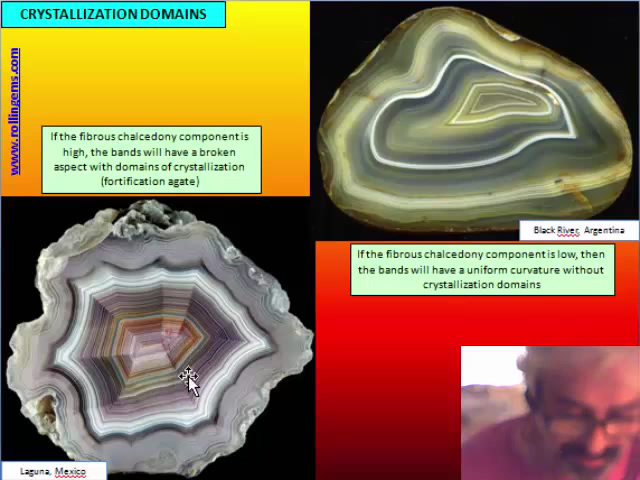 CRYSTALLIZATION DOMAINS
www.rollingems.com
If the fibrous chalcedony component is
high, the bands will have a broken
aspect with domains of crystallization
(fortification agate)
Black River, Argentina
If the fibrous chalcedony component is low, then
the bands will have a uniform curvature without
crystallization domains
Laguna, Mexico